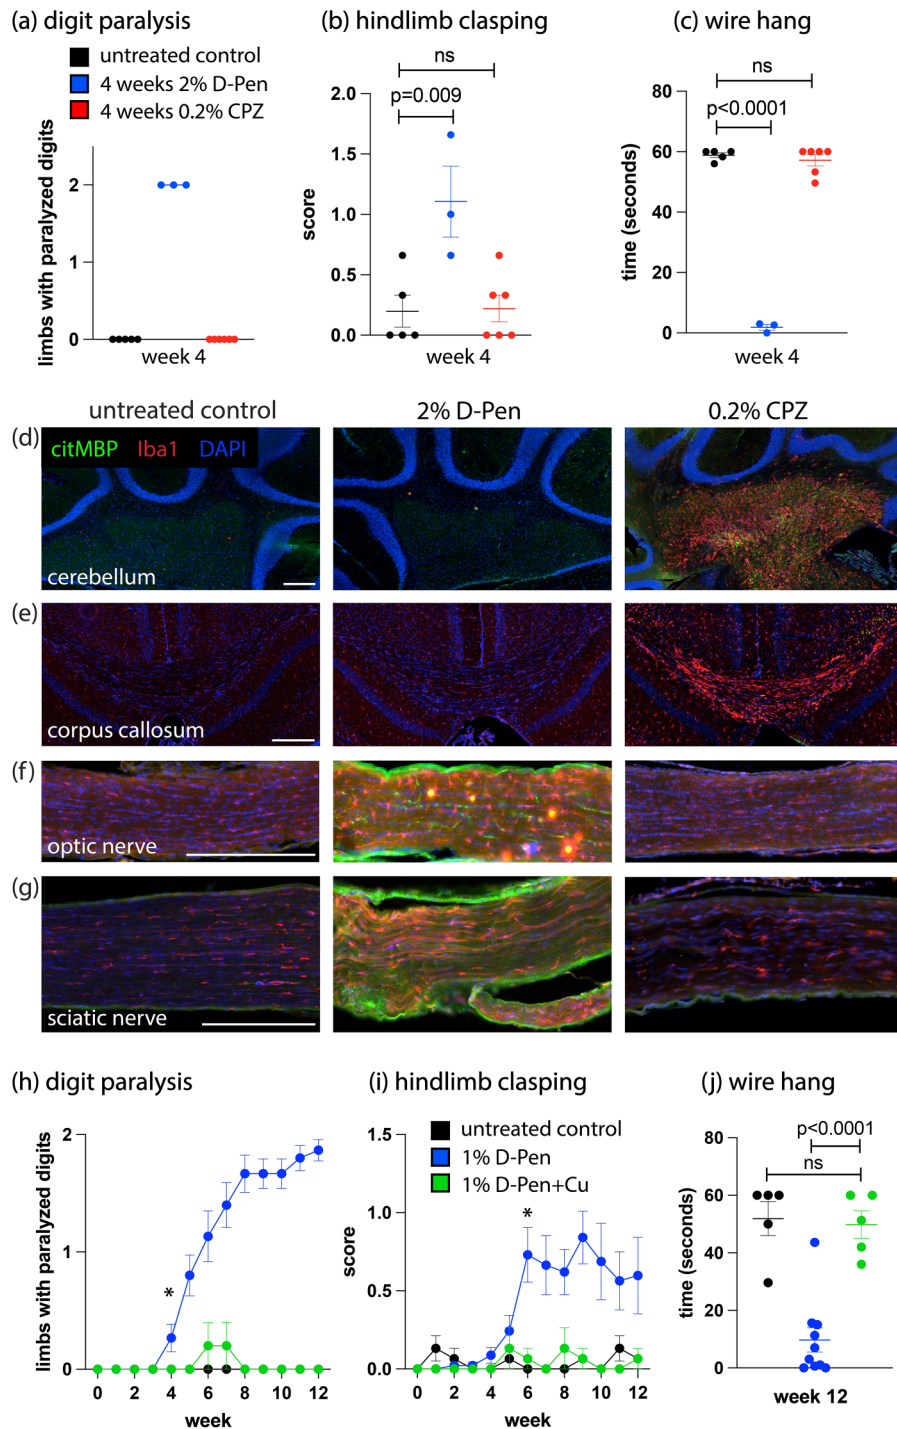 (a) digit paralysis
untreated control
4 weeks 2% D-Pen
4 weeks 0.2% CPZ
limbs with paralyzed digits
2
0
week 4
(b) hindlimb clasping
ns
p=0.009
score
2.0
1.5
1.0
0.5
0.0
week 4
(c) wire hang
ns
p<0.0001
time (seconds)
80
60
40
20
0
week 4
untreated control
2% D-Pen
0.2% CPZ
(d)
citMBP Iba1 DAPI
cerebellum
(e)
corpus callosum
(f)
optic nerve
(g)
sciatic nerve
(h) digit paralysis
limbs with paralyzed digits
2
1
0
*
0 2 4 6 8 10 12
week
(i) hindlimb clasping
untreated control
1% D-Pen
1% D-Pen+Cu
score
1.5
1.0
0.5
0.0
*
0 2 4 6 8 10 12
week
(j) wire hang
p<0.0001
ns
time (seconds)
80
60
40
20
0
week 12